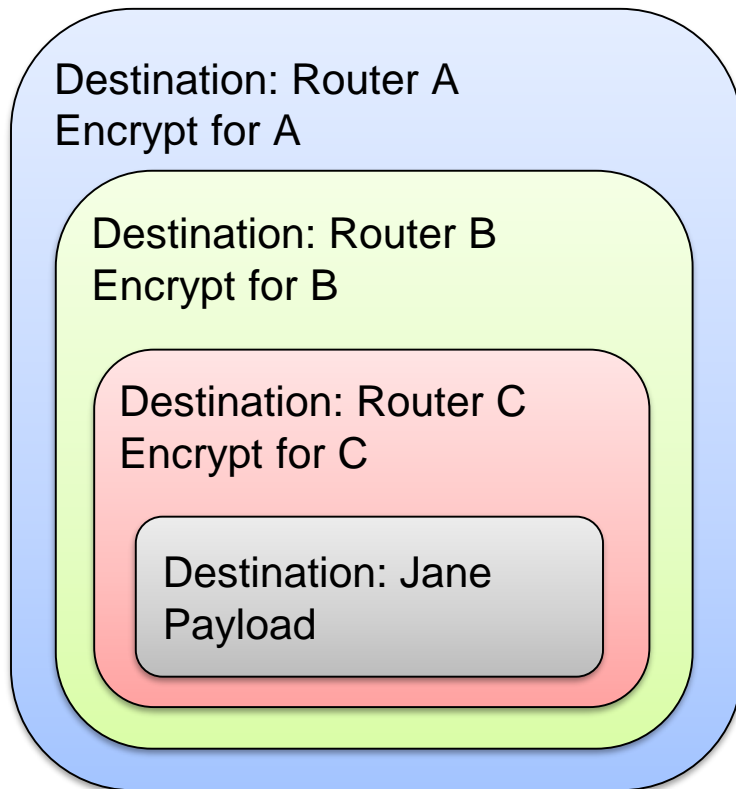 Destination: Router A
Encrypt for A
Destination: Router B
Encrypt for B
Destination: Router C
Encrypt for C
Destination: Jane
Payload